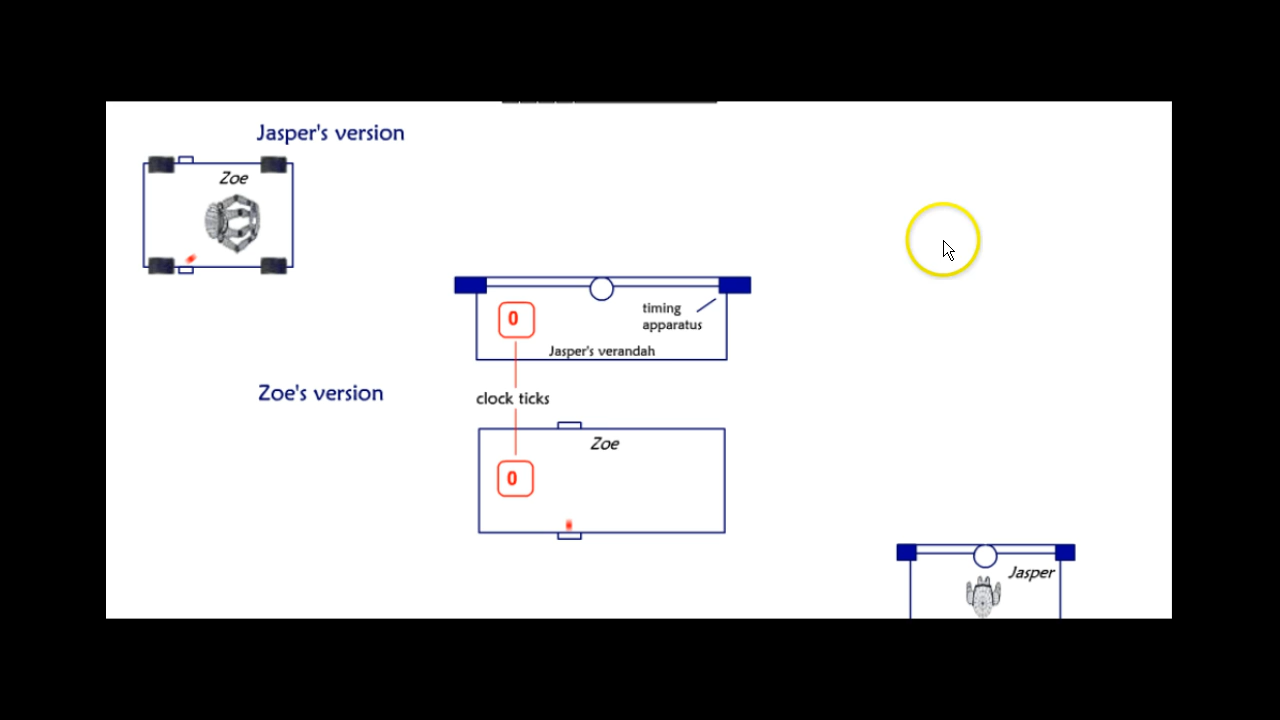 Jasper's version
Zoe
0
timing
apparatus
Jasper's verandah
Zoe's version
clock ticks
Zoe
0
Jasper